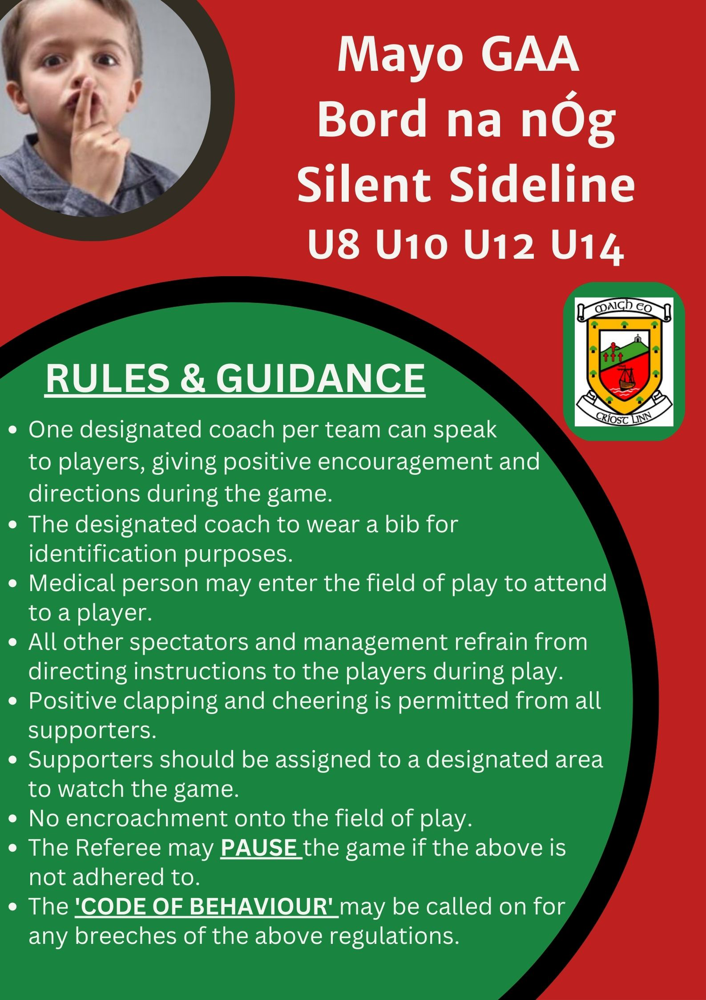 Mayo GAA
Bord na nÓg
Silent Sideline
U8 U10 U12 U14
MAIGH EO
CRÍOST LINN
RULES & GUIDANCE
• One designated coach per team can speak
to players, giving positive encouragement and
directions during the game.
• The designated coach to wear a bib for
identification purposes.
• Medical person may enter the field of play to attend
to a player.
• All other spectators and management refrain from
directing instructions to the players during play.
• Positive clapping and cheering is permitted from all
supporters.
• Supporters should be assigned to a designated area
to watch the game.
• No encroachment onto the field of play.
• The Referee may PAUSE the game if the above is
not adhered to.
• The 'CODE OF BEHAVIOUR' may be called on for
any breeches of the above regulations.